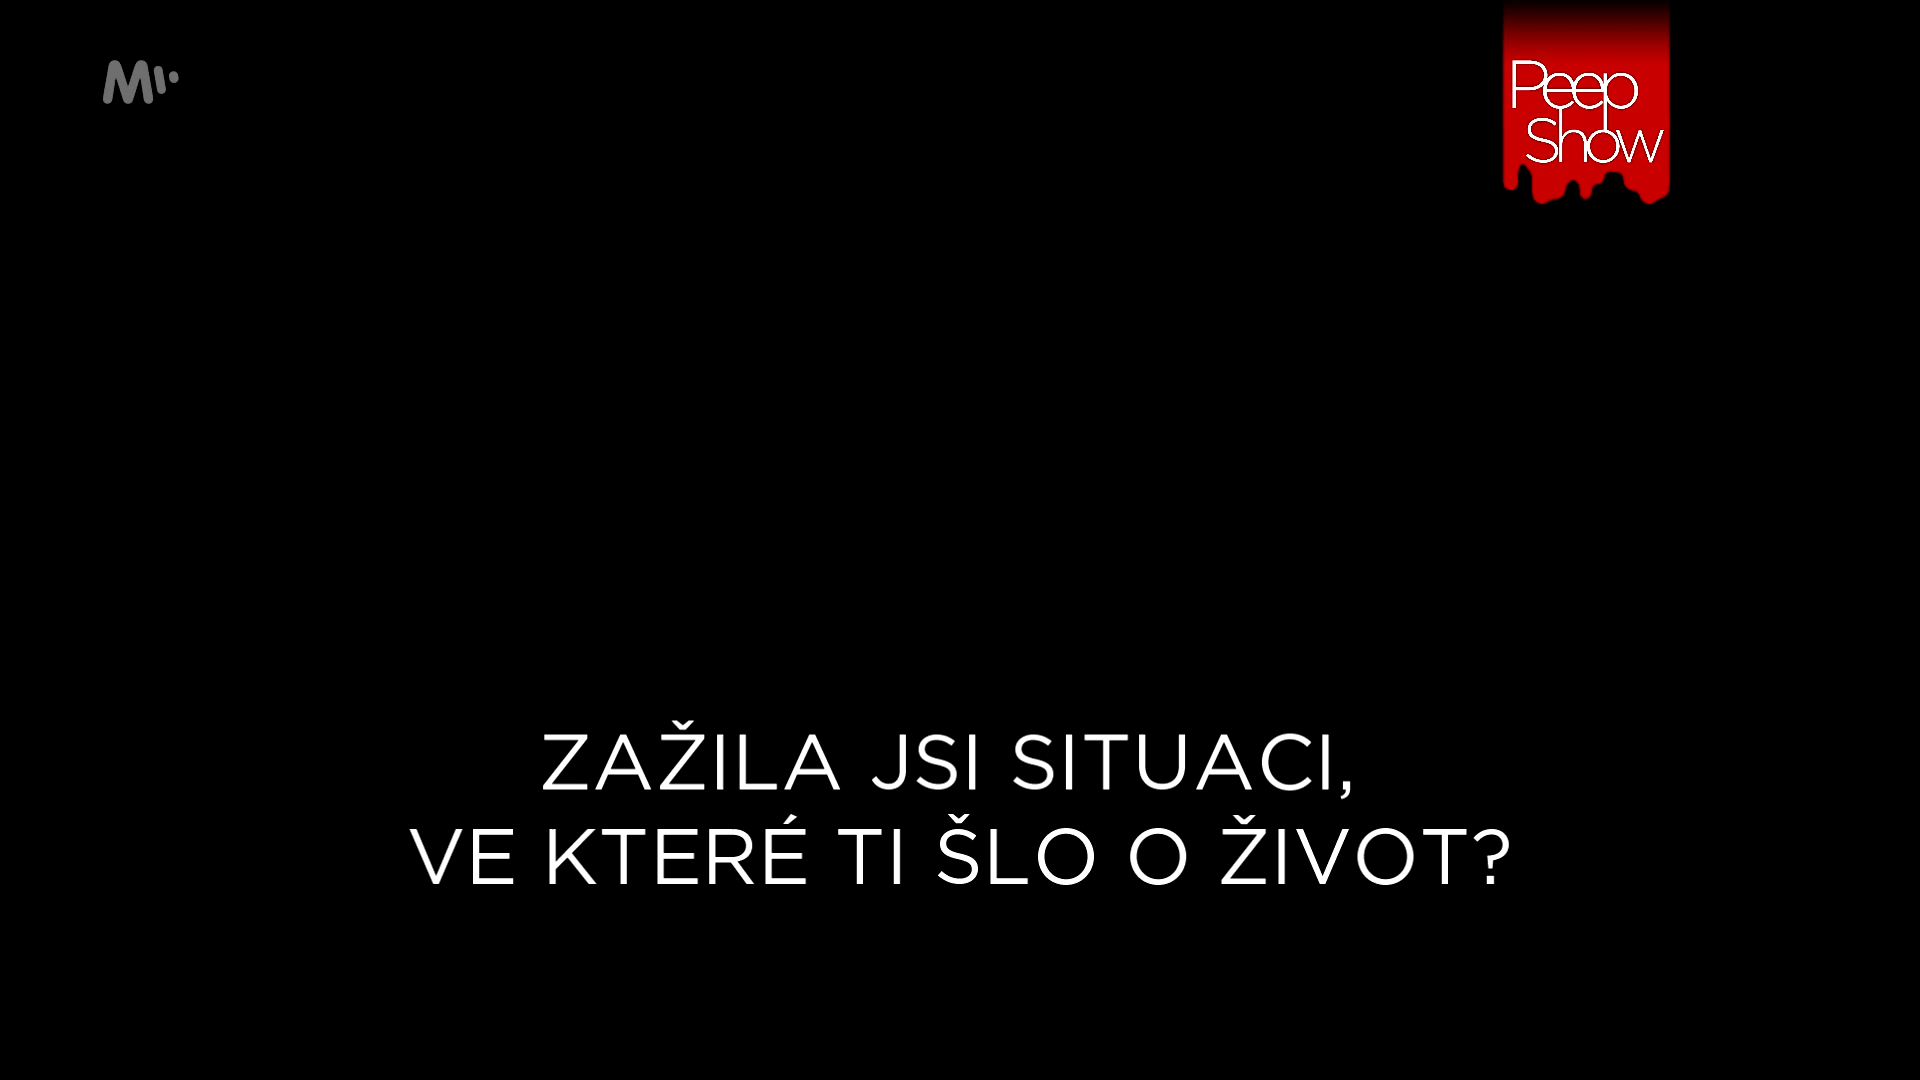 Peep
Show
ZAŽILA JSI SITUACI,
VE KTERÉ TI ŠLO O ŽIVOT?